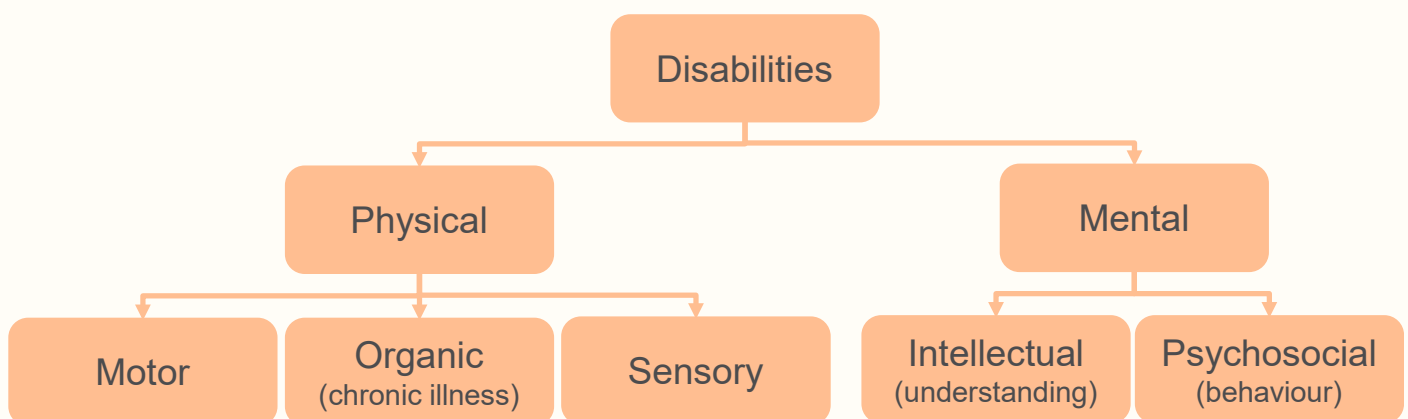 Disabilities
Physical
Mental
Motor
Organic
(chronic illness)
Sensory
Intellectual
(understanding)
Psychosocial
(behaviour)